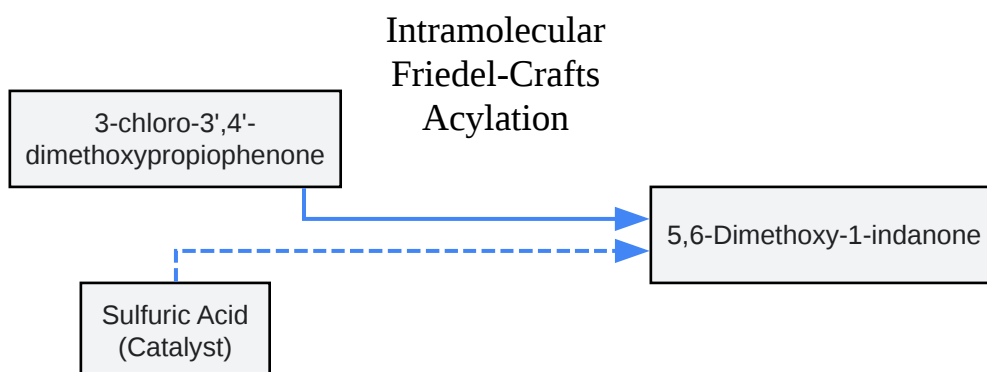 Intramolecular
Friedel-Crafts
Acylation
3-chloro-3',4'-
dimethoxypropiophenone
5,6-Dimethoxy-1-indanone
Sulfuric Acid
(Catalyst)